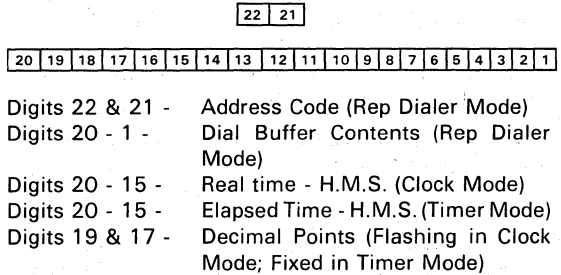 22 21
20 19 18 17 16 15 14 13 12 11 10 9 8 7 6 5 4 3 2 1
Digits 22 & 21 - Address Code (Rep Dialer Mode)
Digits 20 - 1 - Dial Buffer Contents (Rep Dialer
Mode)
Digits 20 - 15 - Real time - H.M.S. (Clock Mode)
Digits 20 - 15 - Elapsed Time - H.M.S. (Timer Mode)
Digits 19 & 17 - Decimal Points (Flashing in Clock
Mode; Fixed in Timer Mode)